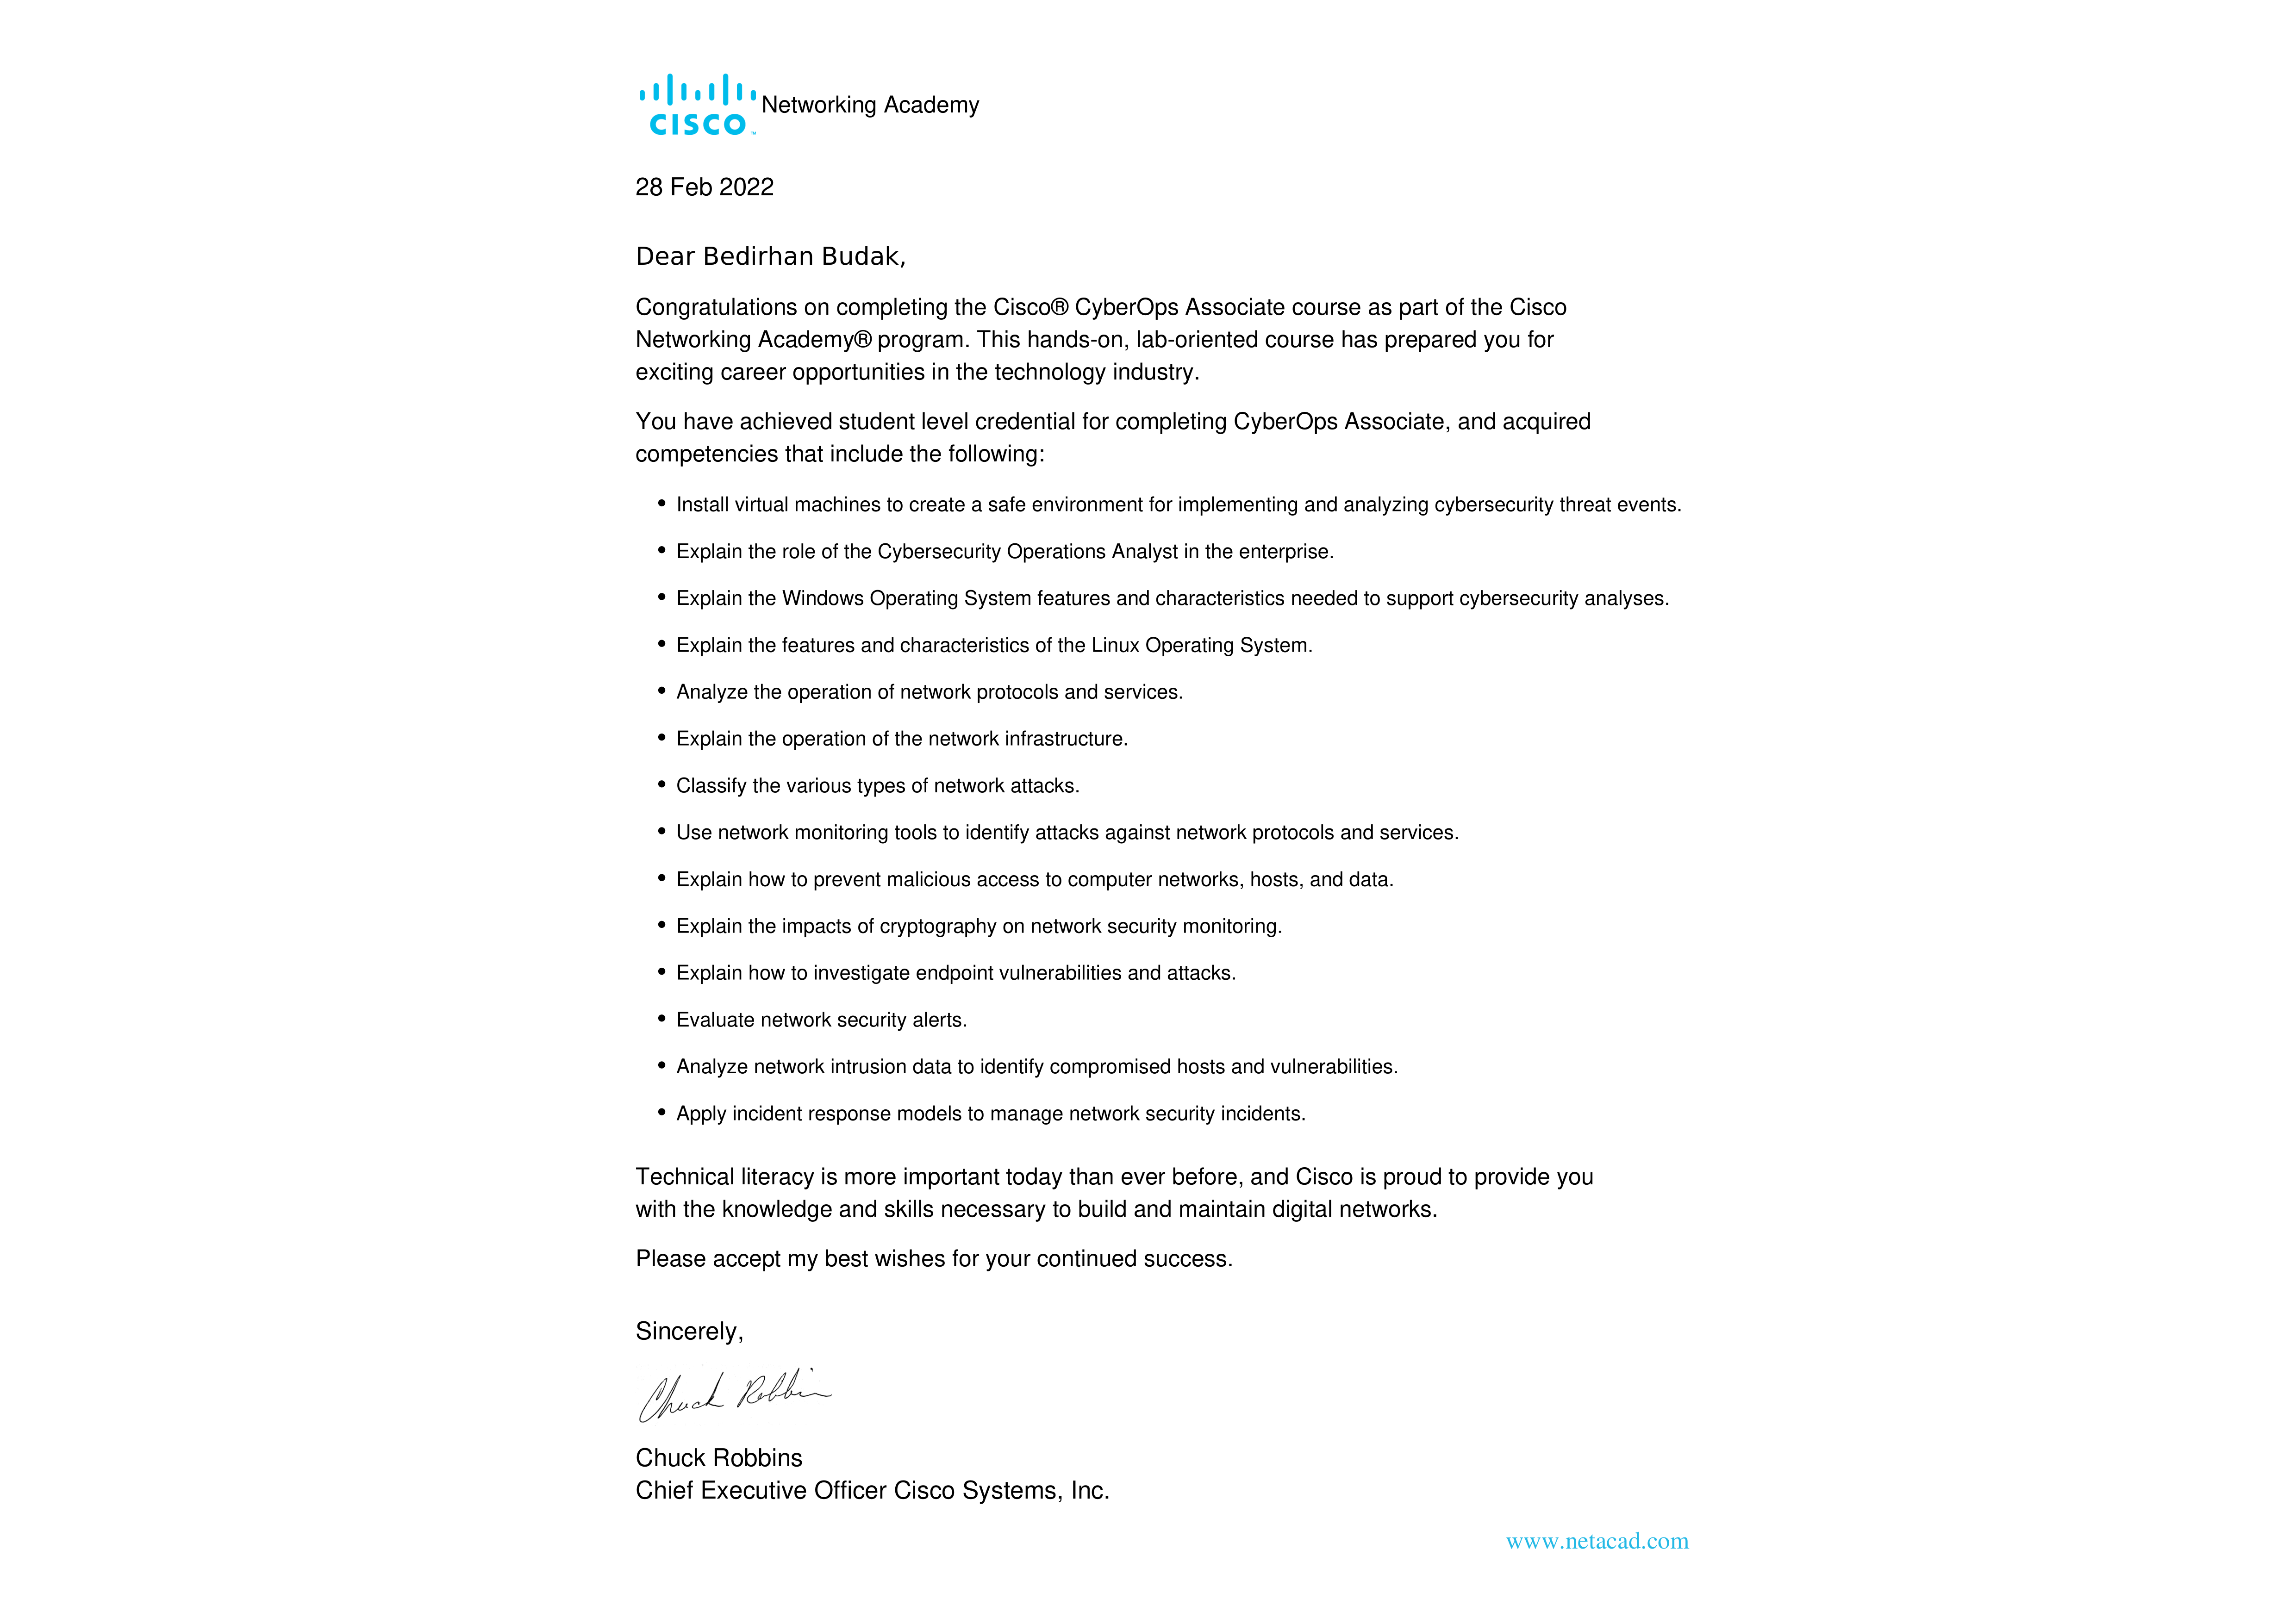 CISCO™ Networking Academy
28 Feb 2022
Dear Bedirhan Budak,
Congratulations on completing the Cisco® CyberOps Associate course as part of the Cisco
Networking Academy® program. This hands-on, lab-oriented course has prepared you for
exciting career opportunities in the technology industry.
You have achieved student level credential for completing CyberOps Associate, and acquired
competencies that include the following:
• Install virtual machines to create a safe environment for implementing and analyzing cybersecurity threat events.
• Explain the role of the Cybersecurity Operations Analyst in the enterprise.
• Explain the Windows Operating System features and characteristics needed to support cybersecurity analyses.
• Explain the features and characteristics of the Linux Operating System.
• Analyze the operation of network protocols and services.
• Explain the operation of the network infrastructure.
• Classify the various types of network attacks.
• Use network monitoring tools to identify attacks against network protocols and services.
• Explain how to prevent malicious access to computer networks, hosts, and data.
• Explain the impacts of cryptography on network security monitoring.
• Explain how to investigate endpoint vulnerabilities and attacks.
• Evaluate network security alerts.
• Analyze network intrusion data to identify compromised hosts and vulnerabilities.
• Apply incident response models to manage network security incidents.
Technical literacy is more important today than ever before, and Cisco is proud to provide you
with the knowledge and skills necessary to build and maintain digital networks.
Please accept my best wishes for your continued success.
Sincerely,
Chuck Robbins
Chuck Robbins
Chief Executive Officer Cisco Systems, Inc.
www.netacad.com